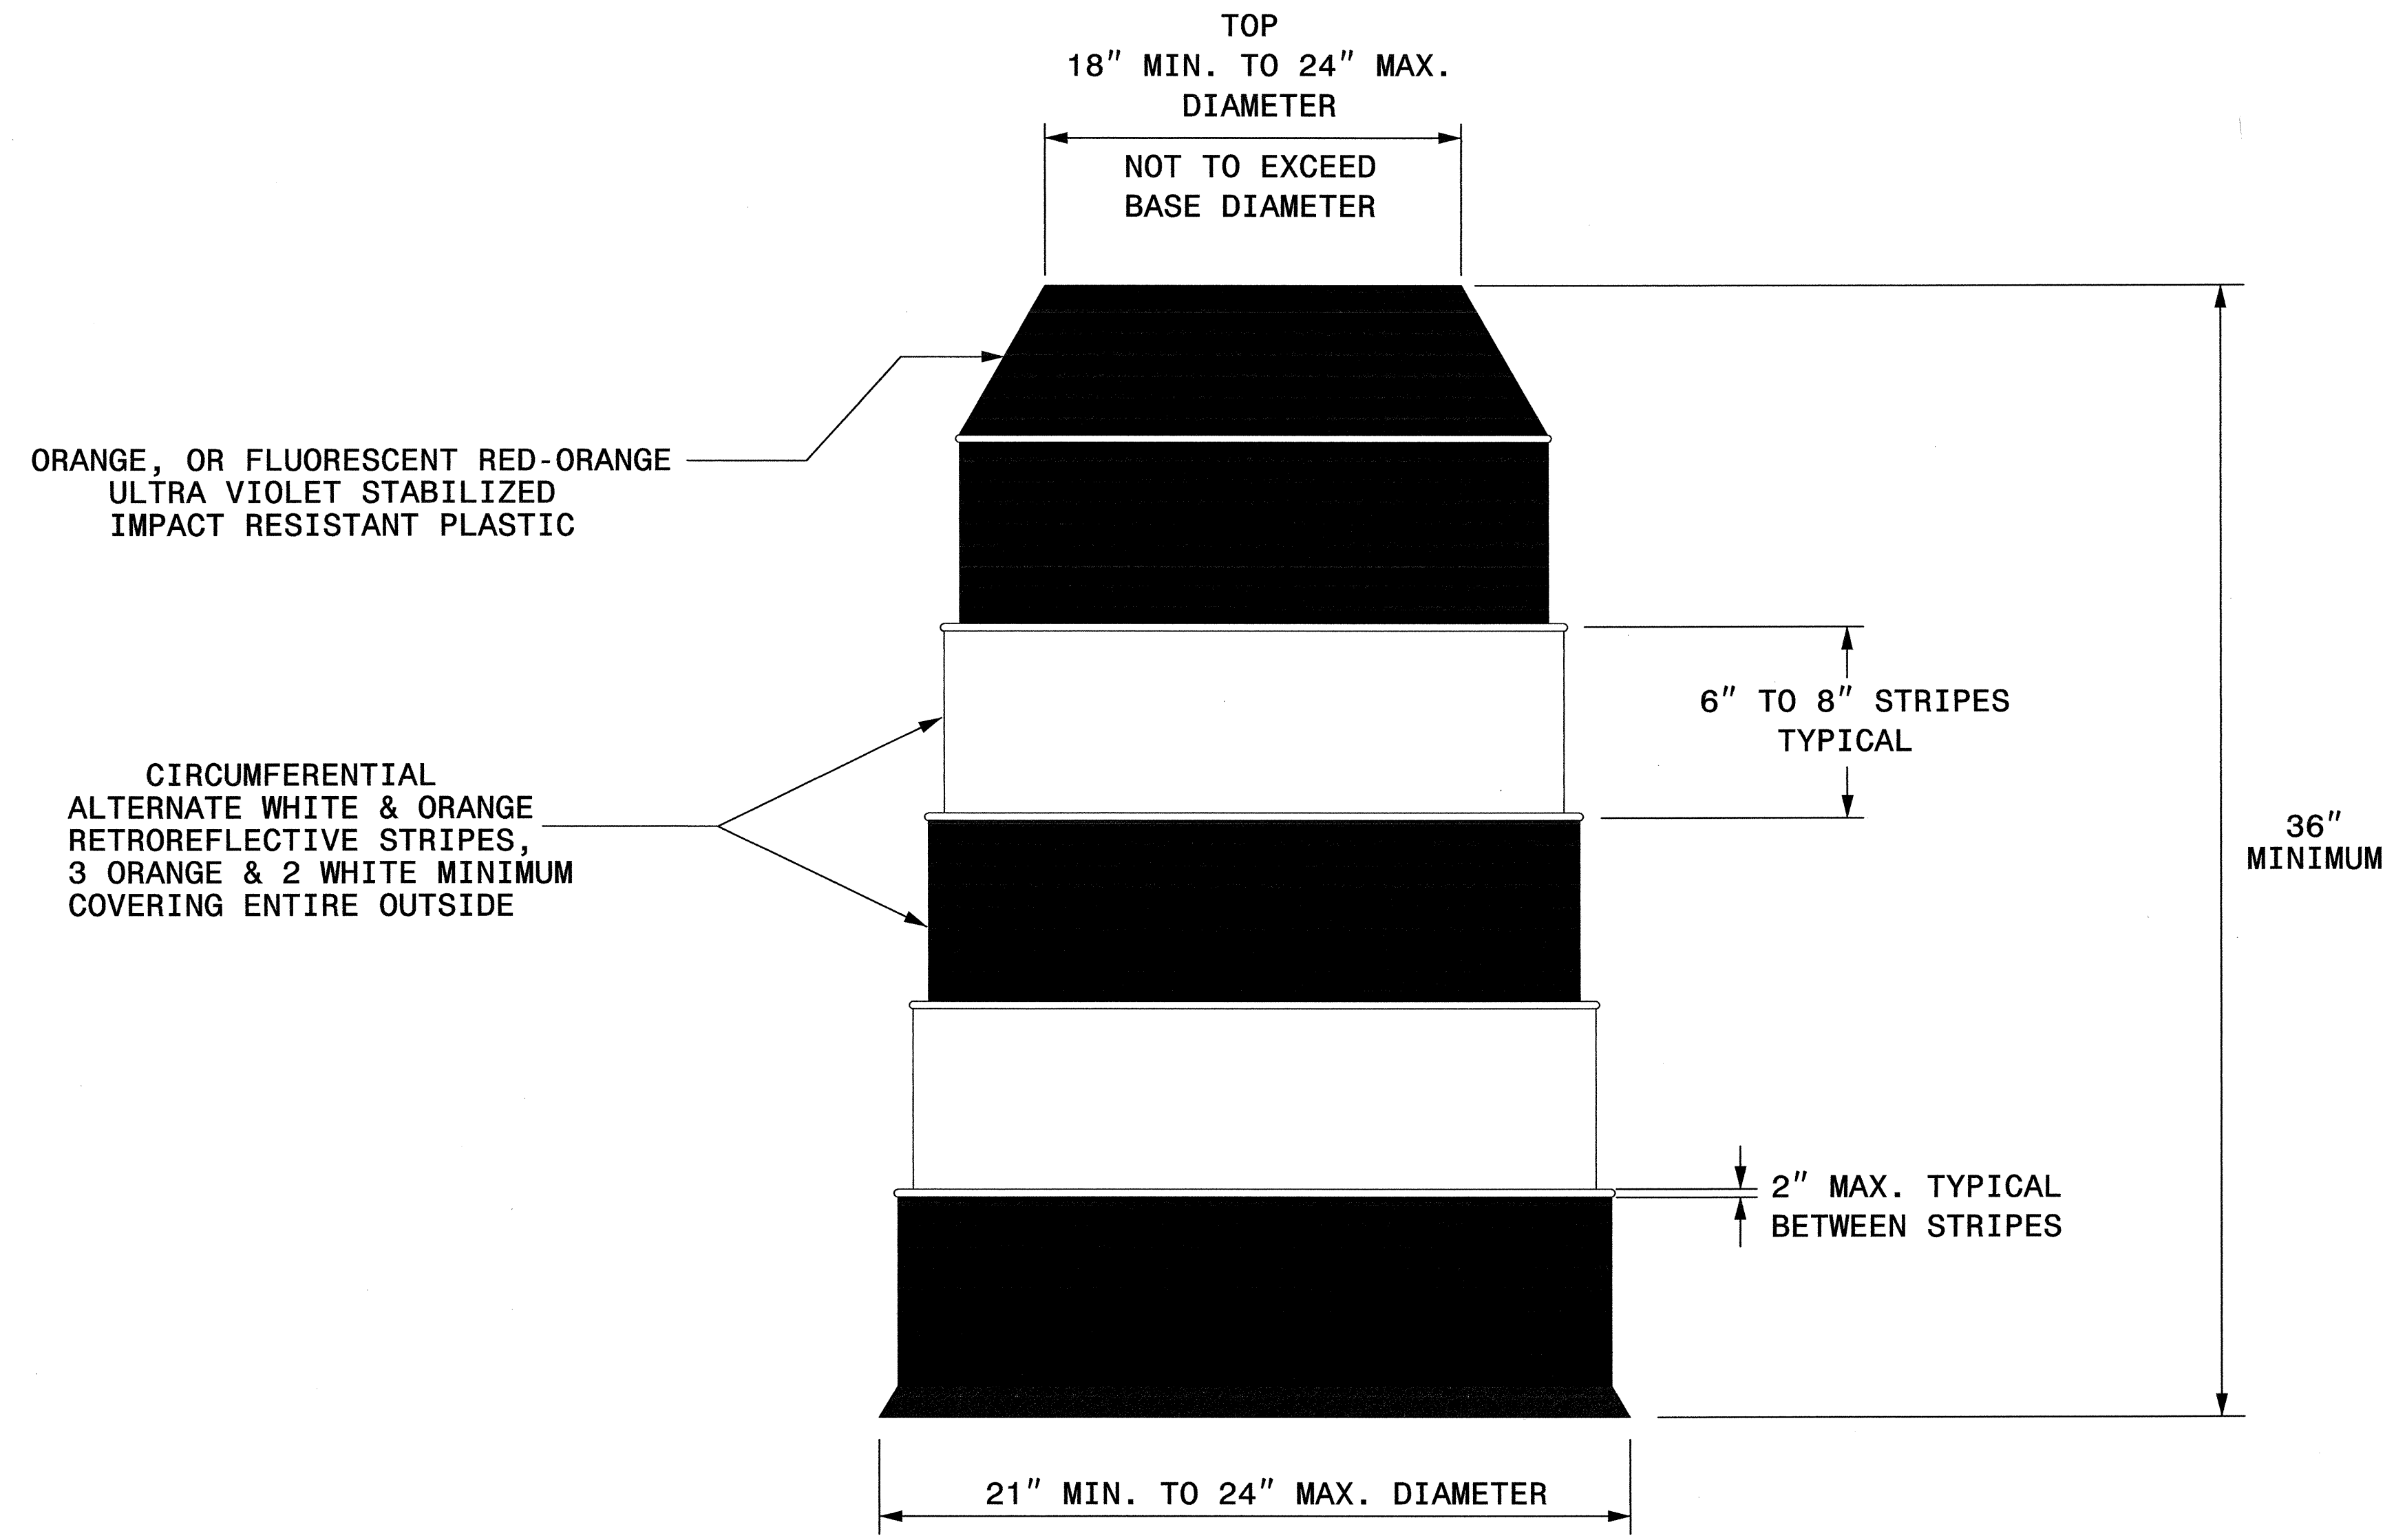 TOP
18" MIN. TO 24" MAX.
DIAMETER
NOT TO EXCEED
BASE DIAMETER
ORANGE, OR FLUORESCENT RED-ORANGE
ULTRA VIOLET STABILIZED
IMPACT RESISTANT PLASTIC
6" TO 8" STRIPES
TYPICAL
CIRCUMFERENTIAL
ALTERNATE WHITE & ORANGE
RETROREFLECTIVE STRIPES,
3 ORANGE & 2 WHITE MINIMUM
COVERING ENTIRE OUTSIDE
36"
MINIMUM
2" MAX. TYPICAL
BETWEEN STRIPES
21" MIN. TO 24" MAX. DIAMETER